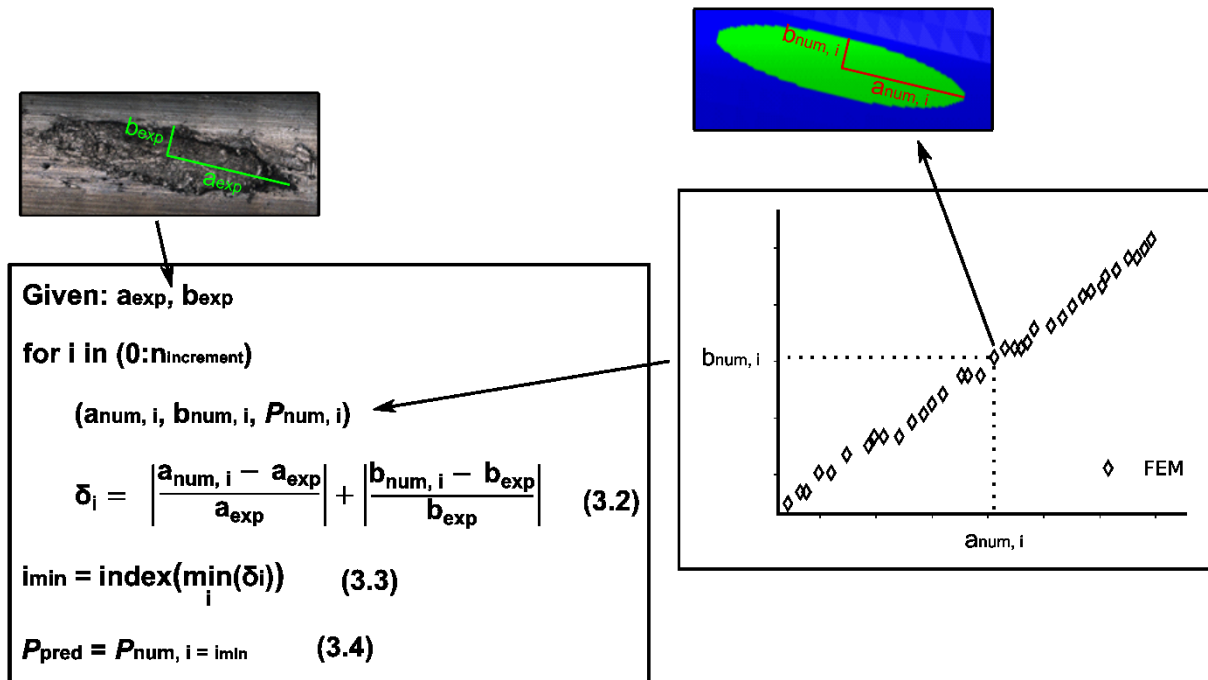 bnum, i
anum, i
bexp
aexp
Given: aexp, bexp
for i in (0:nincrement)
(anum, i, bnum, i, Pnum, i)
δi = |anum, i − aexp / aexp| + |bnum, i − bexp / bexp| (3.2)
imin = index(min(δi)) (3.3)
i
Ppred = Pnum, i = imin (3.4)
bnum, i
FEM
anum, i